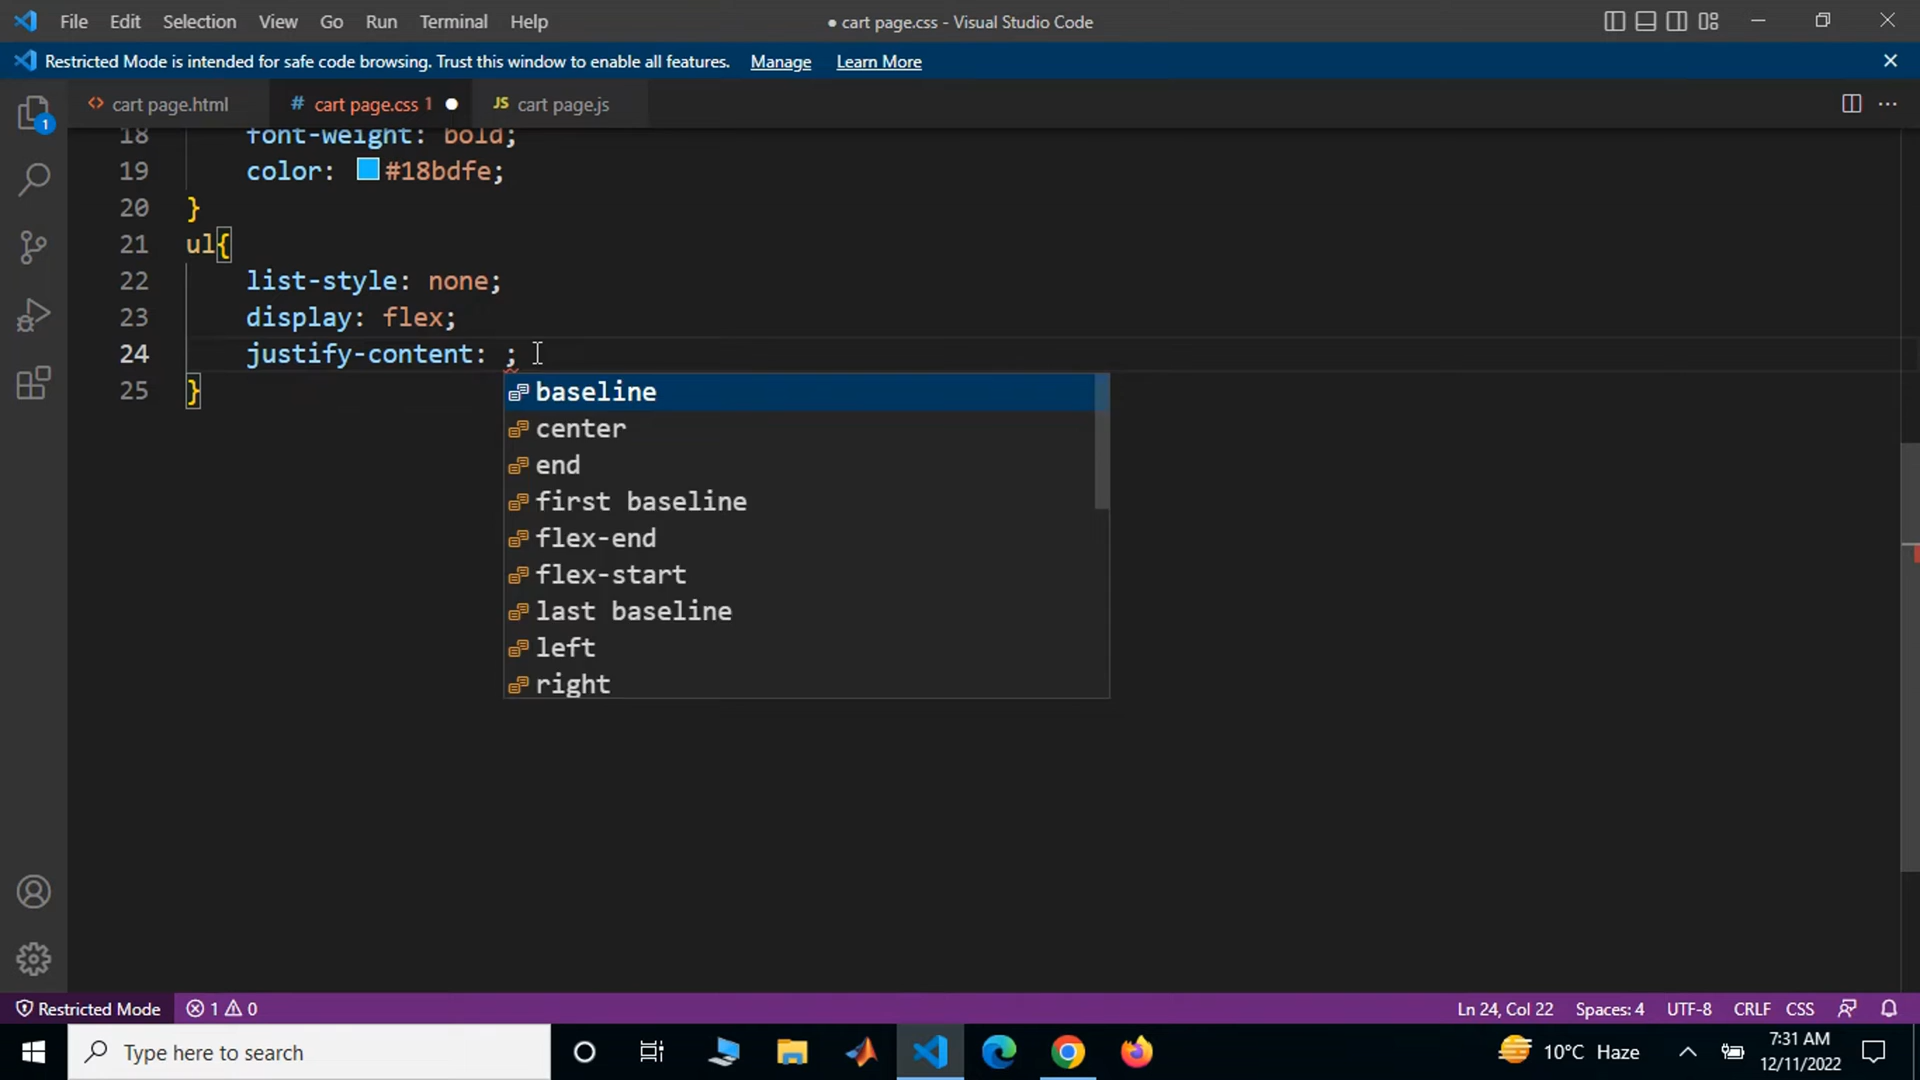 File Edit Selection View Go Run Terminal Help ● cart page.css - Visual Studio Code
Restricted Mode is intended for safe code browsing. Trust this window to enable all features. Manage Learn More
<> cart page.html # cart page.css 1 ● JS cart page.js ···
1
18 font-weight: bold;
19 color: #18bdfe;
20 }
21 ul{
22 list-style: none;
23 display: flex;
24 justify-content: ;
25 }
baseline
center
end
first baseline
flex-end
flex-start
last baseline
left
right
Restricted Mode 1 0 Ln 24, Col 22 Spaces: 4 UTF-8 CRLF CSS
Type here to search 10°C Haze 7:31 AM
12/11/2022